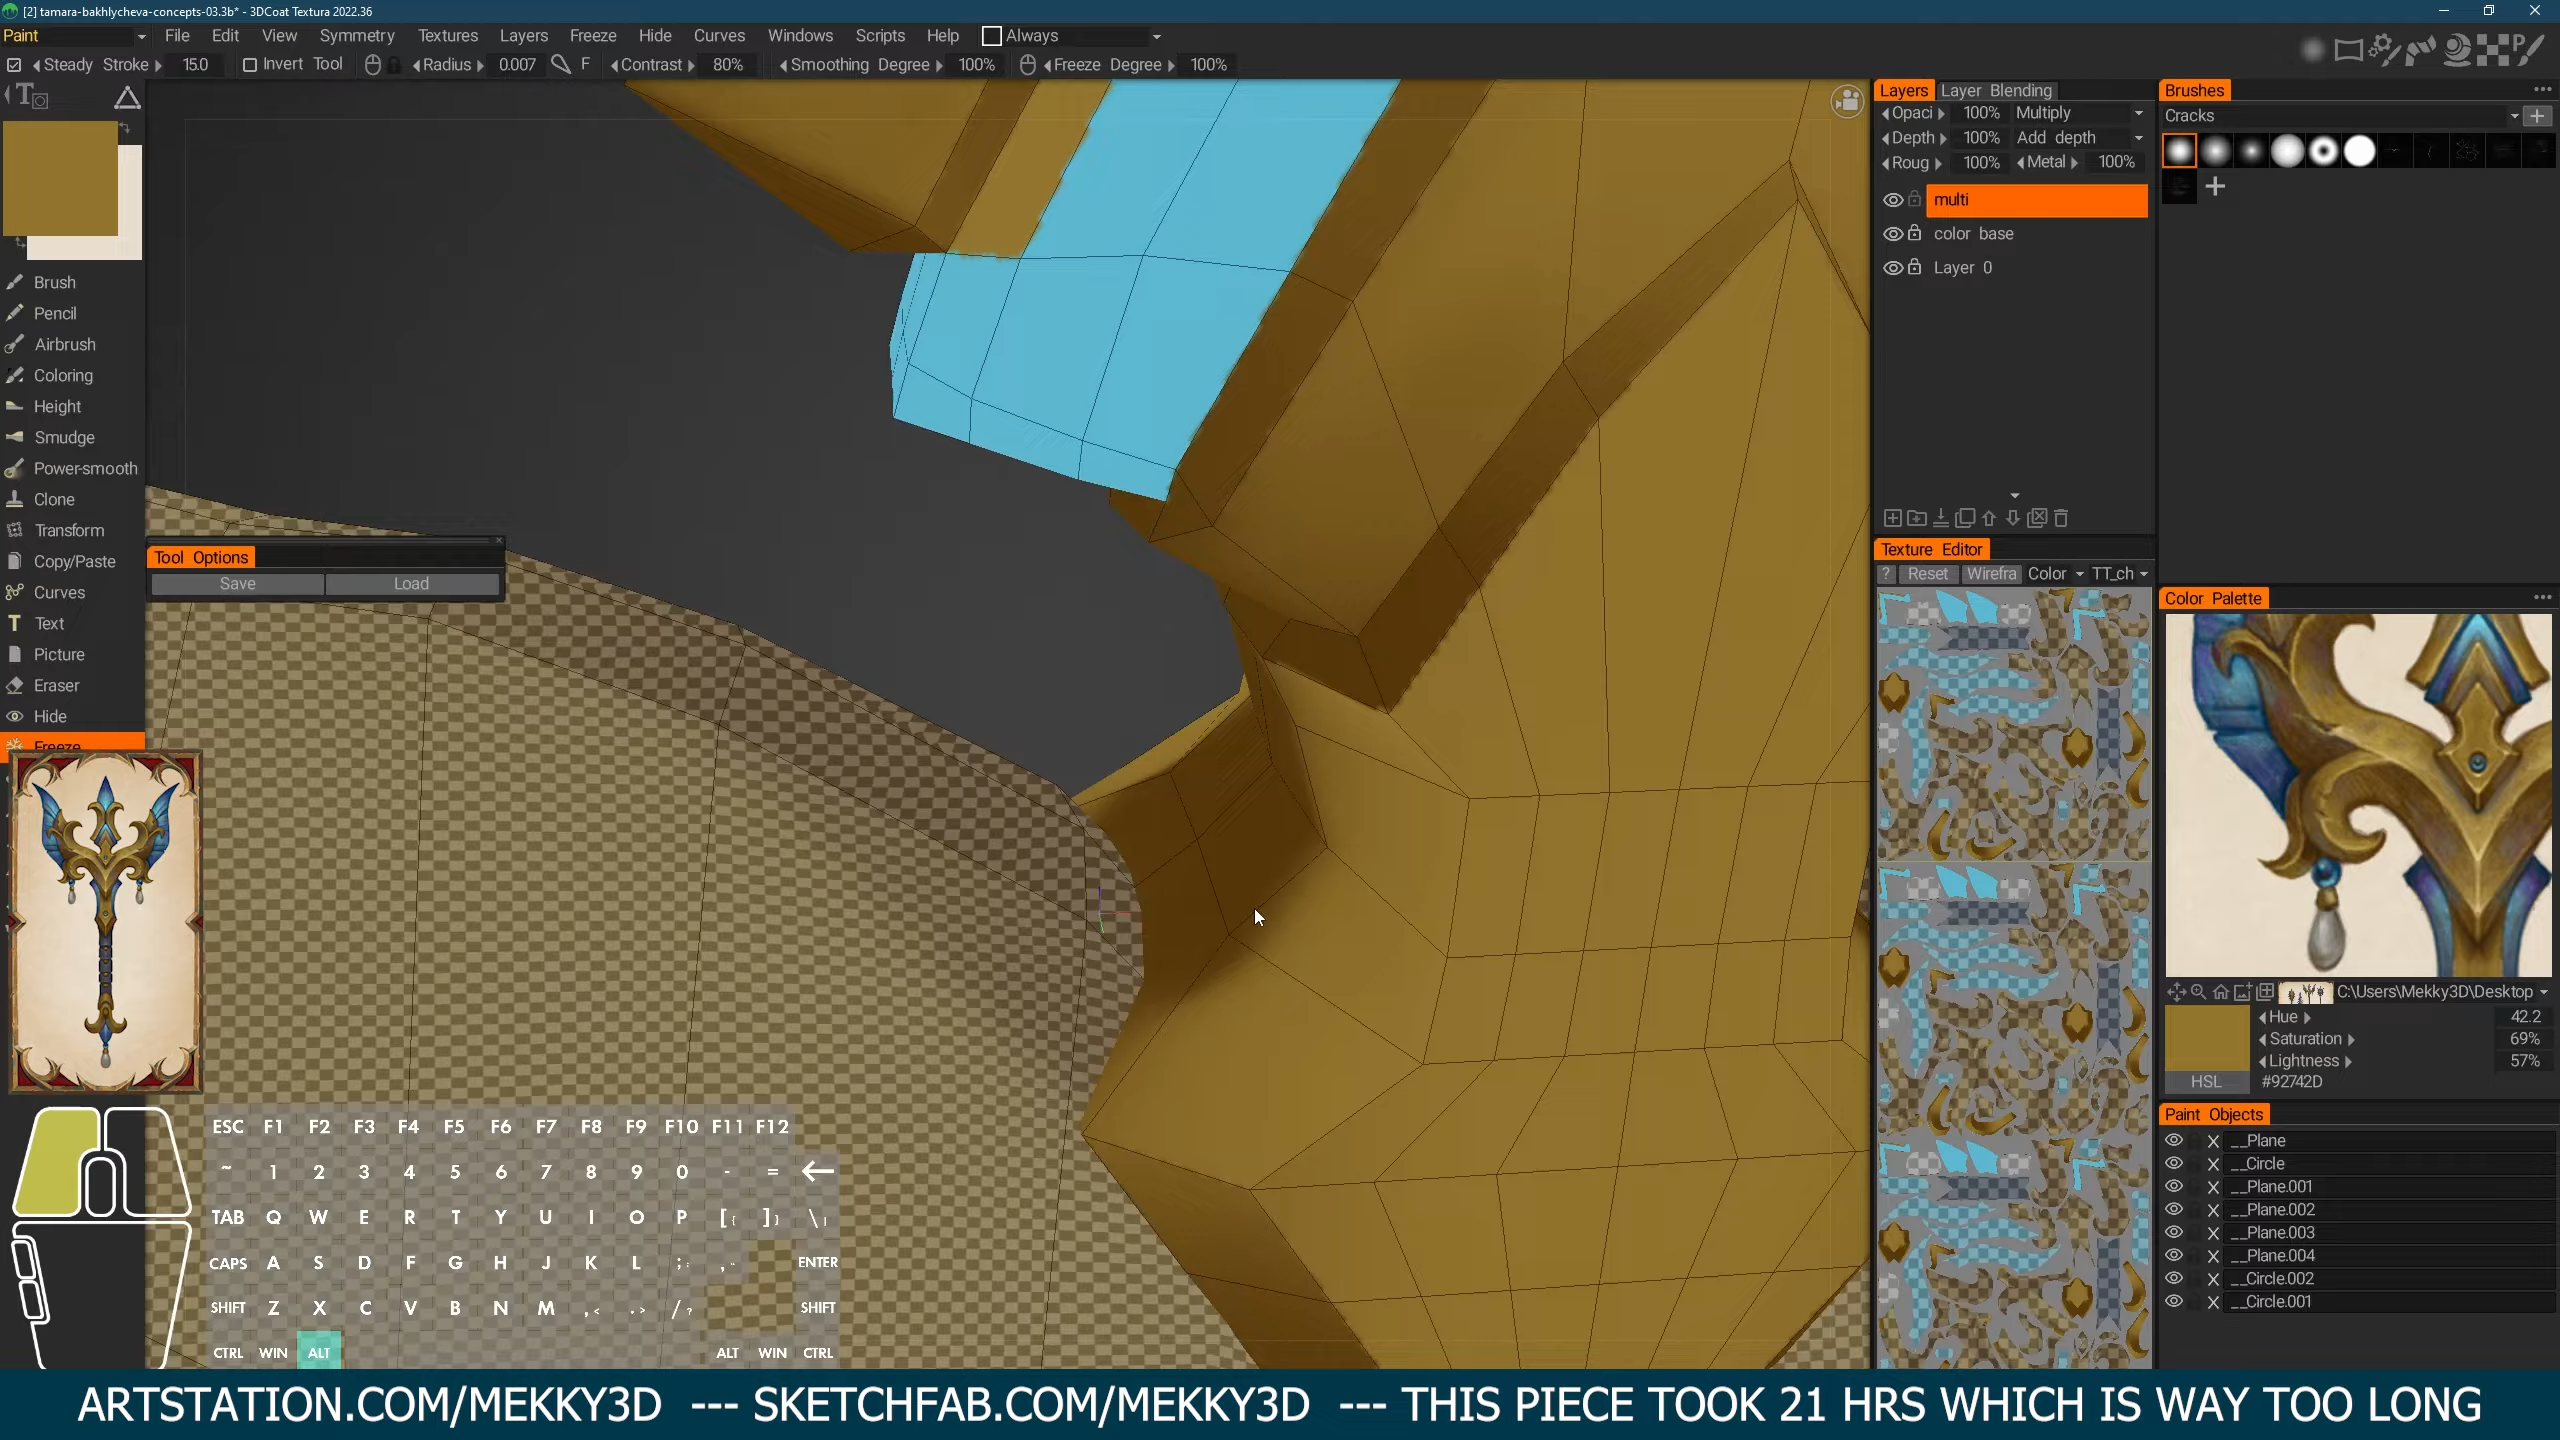 [2] tamara-bakhlycheva-concepts-03.3b* - 3DCoat Textura 2022.36
Paint File Edit View Symmetry Textures Layers Freeze Hide Curves Windows Scripts Help Always
Steady Stroke 15.0 Invert Tool Radius 0.007 F Contrast 80% Smoothing Degree 100% Freeze Degree 100%
Brush
Pencil
Airbrush
Coloring
Height
Smudge
Power-smooth
Clone
Transform
Copy/Paste
Curves
Text
Picture
Eraser
Hide
Freeze
Tool Options
Save Load
Layers Layer Blending
Opaci 100% Multiply
Depth 100% Add depth
Roug 100% Metal 100%
multi
color base
Layer 0
Texture Editor
? Reset Wirefra Color TT_ch
Brushes
Cracks
Color Palette
C:\Users\Mekky3D\Desktop
Hue 42.2
Saturation 69%
Lightness 57%
HSL #92742D
Paint Objects
X __Plane
X __Circle
X __Plane.001
X __Plane.002
X __Plane.003
X __Plane.004
X __Circle.002
X __Circle.001
ESC F1 F2 F3 F4 F5 F6 F7 F8 F9 F10 F11 F12
~ 1 2 3 4 5 6 7 8 9 0 - =
TAB Q W E R T Y U I O P [{ ]} \|
CAPS A S D F G H J K L ;: ENTER
SHIFT Z X C V B N M ,< .> /? SHIFT
CTRL WIN ALT ALT WIN CTRL
ARTSTATION.COM/MEKKY3D --- SKETCHFAB.COM/MEKKY3D --- THIS PIECE TOOK 21 HRS WHICH IS WAY TOO LONG